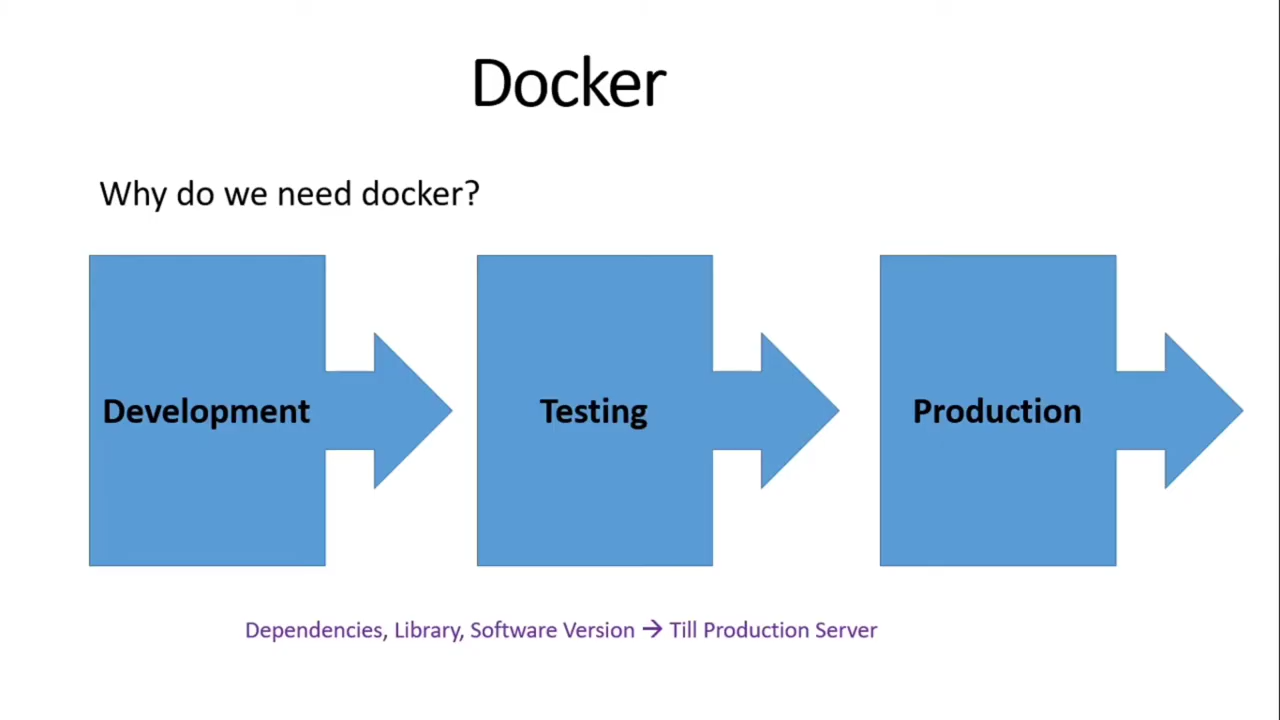 Docker
Why do we need docker?
Development
Testing
Production
Dependencies, Library, Software Version → Till Production Server